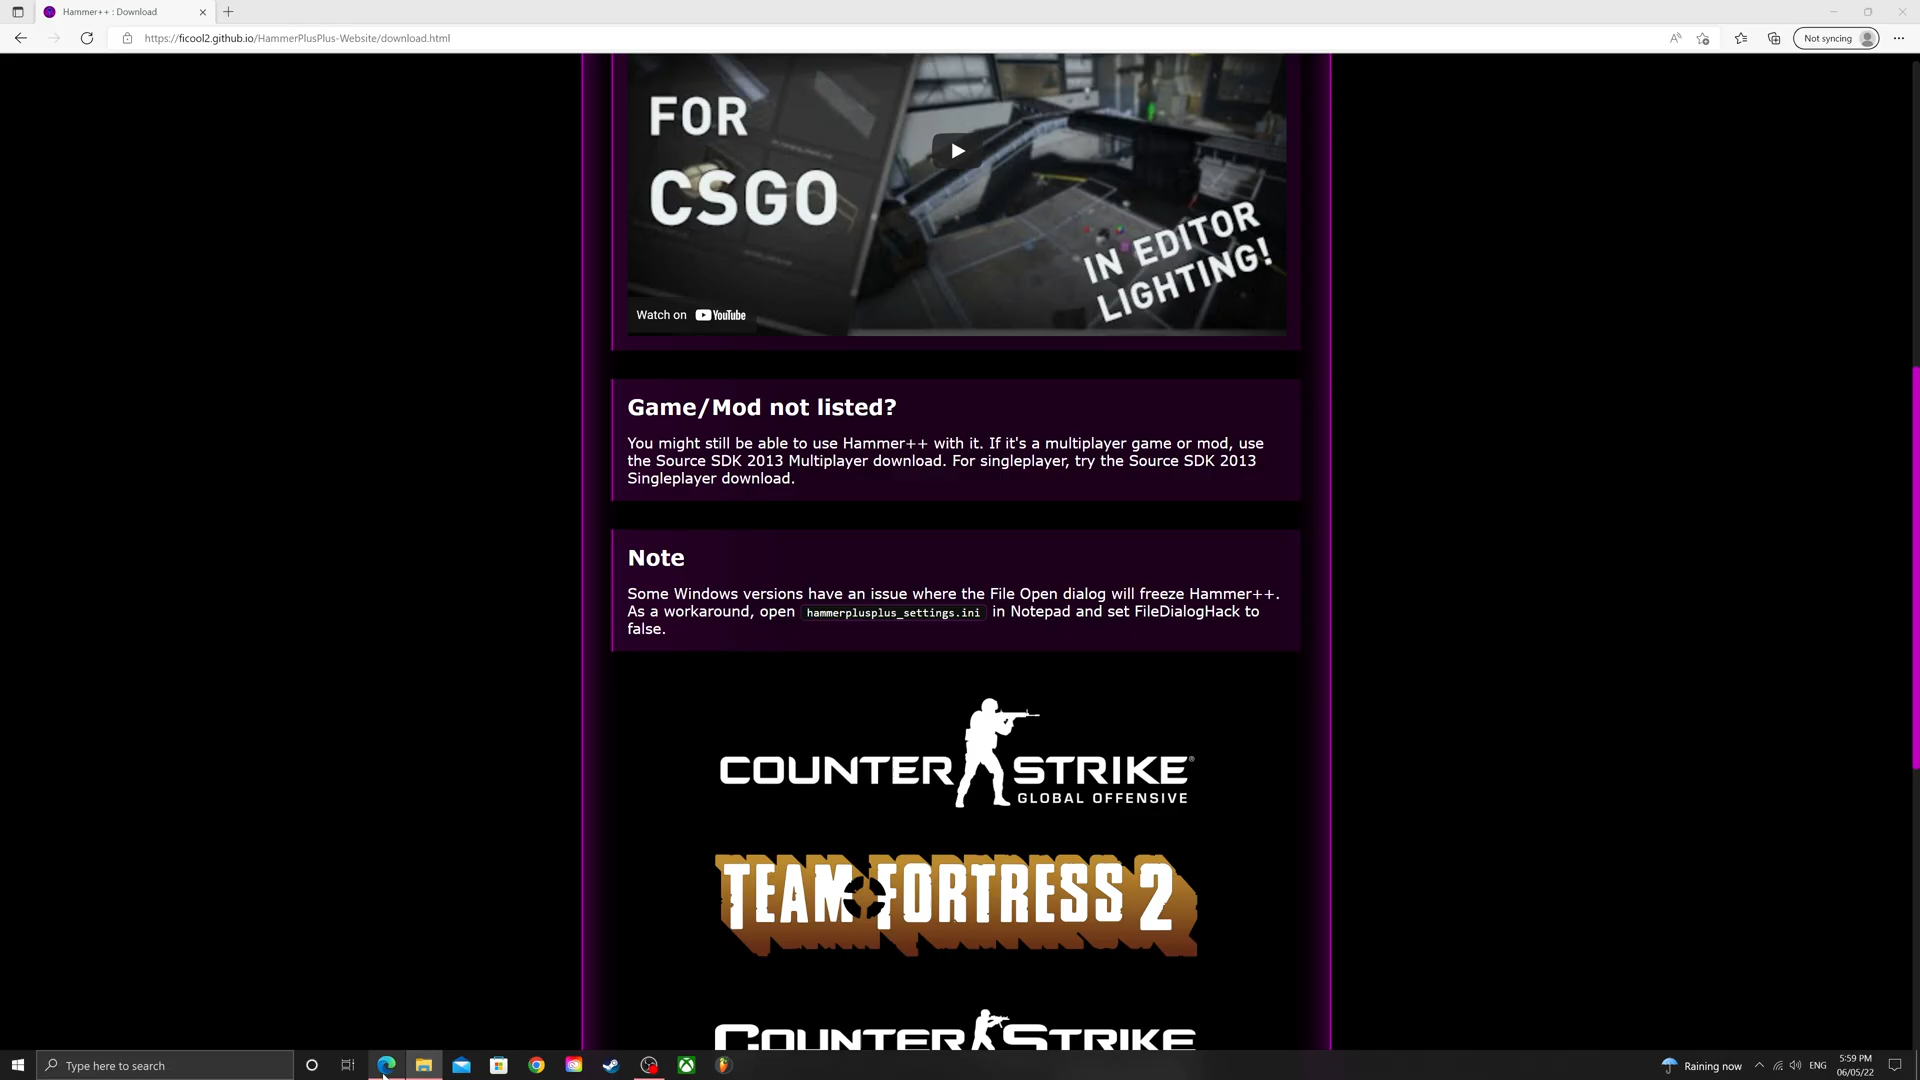 Hammer++ : Download
https://ficool2.github.io/HammerPlusPlus-Website/download.html
Not syncing
FOR
CSGO
IN EDITOR
LIGHTING!
Watch on YouTube
Game/Mod not listed?
You might still be able to use Hammer++ with it. If it's a multiplayer game or mod, use
the Source SDK 2013 Multiplayer download. For singleplayer, try the Source SDK 2013
Singleplayer download.
Note
Some Windows versions have an issue where the File Open dialog will freeze Hammer++.
As a workaround, open hammerplusplus_settings.ini in Notepad and set FileDialogHack to
false.
COUNTER STRIKE®
GLOBAL OFFENSIVE
TEAM FORTRESS 2
COUNTER STRIKE
Type here to search
Raining now
ENG
5:59 PM
06/05/22